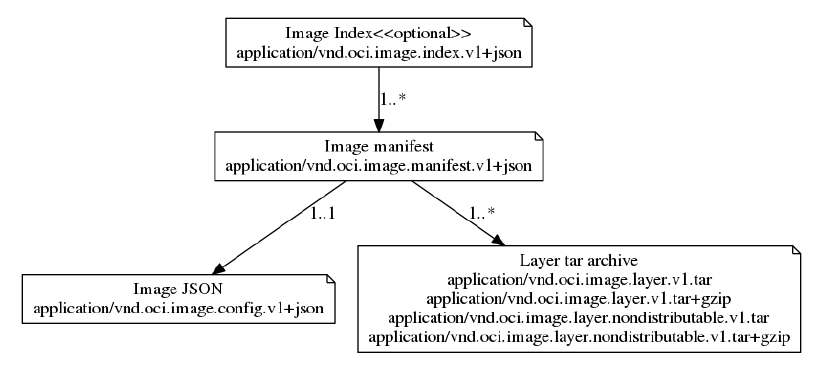 Image Index<<optional>>
application/vnd.oci.image.index.v1+json
1..*
Image manifest
application/vnd.oci.image.manifest.v1+json
1..1
1..*
Image JSON
application/vnd.oci.image.config.v1+json
Layer tar archive
application/vnd.oci.image.layer.v1.tar
application/vnd.oci.image.layer.v1.tar+gzip
application/vnd.oci.image.layer.nondistributable.v1.tar
application/vnd.oci.image.layer.nondistributable.v1.tar+gzip